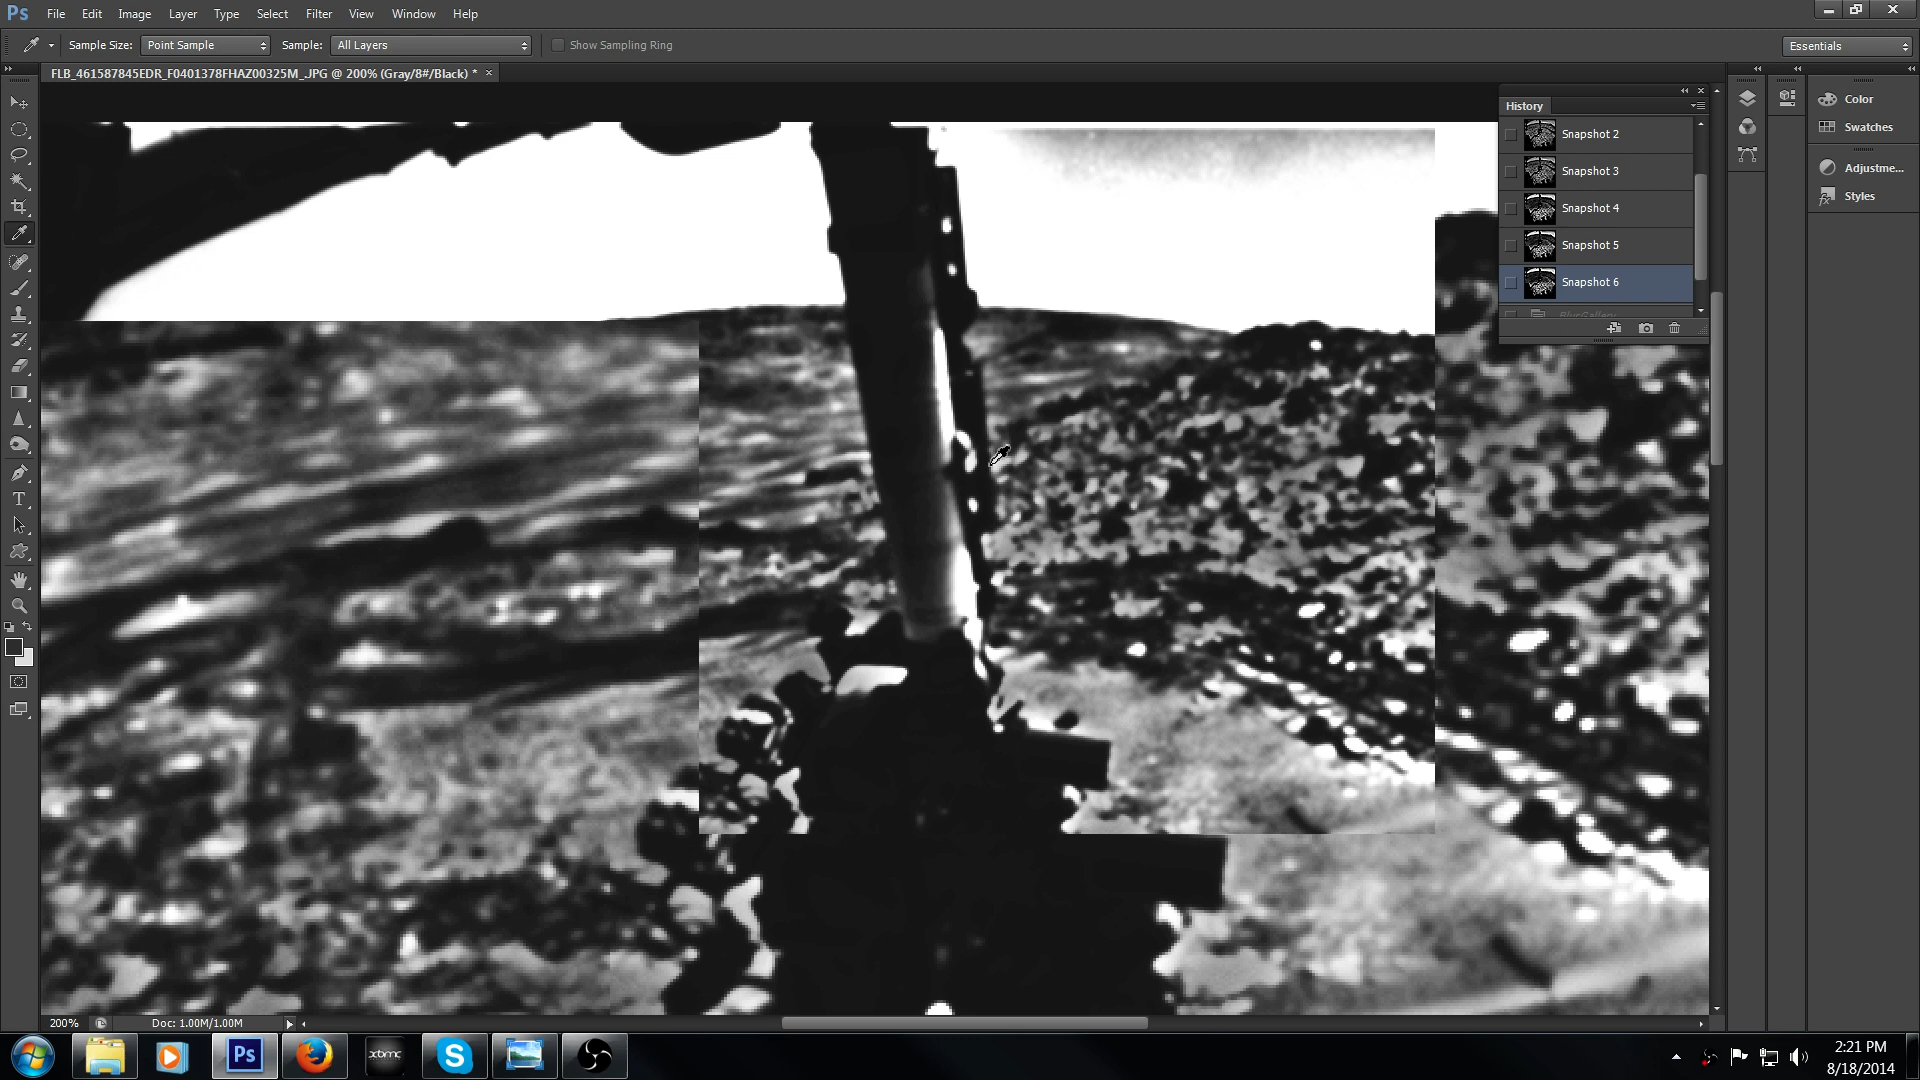 Ps File Edit Image Layer Type Select Filter View Window Help
Sample Size: Point Sample Sample: All Layers Show Sampling Ring Essentials
FLB_461587845EDR_F0401378FHAZ00325M_.JPG @ 200% (Gray/8#/Black) * ×
History
Snapshot 2
Snapshot 3
Snapshot 4
Snapshot 5
Snapshot 6
BlurGallery
Color
Swatches
Adjustme...
Styles
200% Doc: 1.00M/1.00M
Ps xbmc S
2:21 PM
8/18/2014